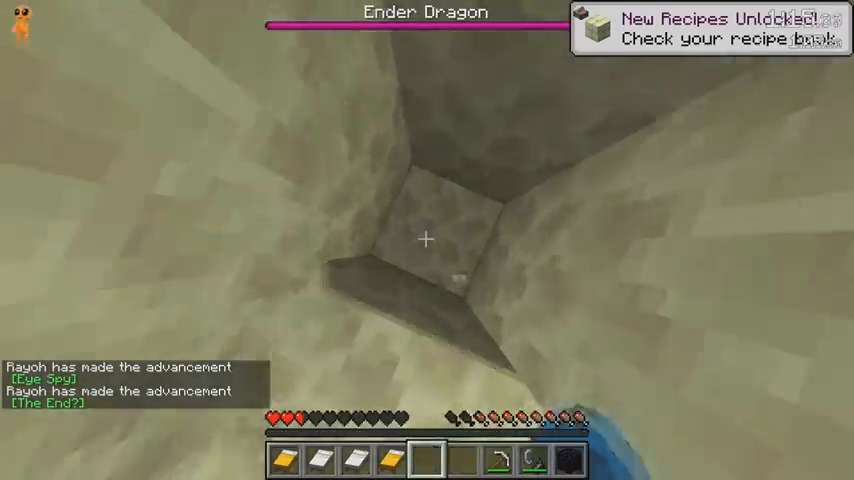 Ender Dragon
New Recipes Unlocked!
Check your recipe book
Rayoh has made the advancement
[Eye Spy]
Rayoh has made the advancement
[The End?]